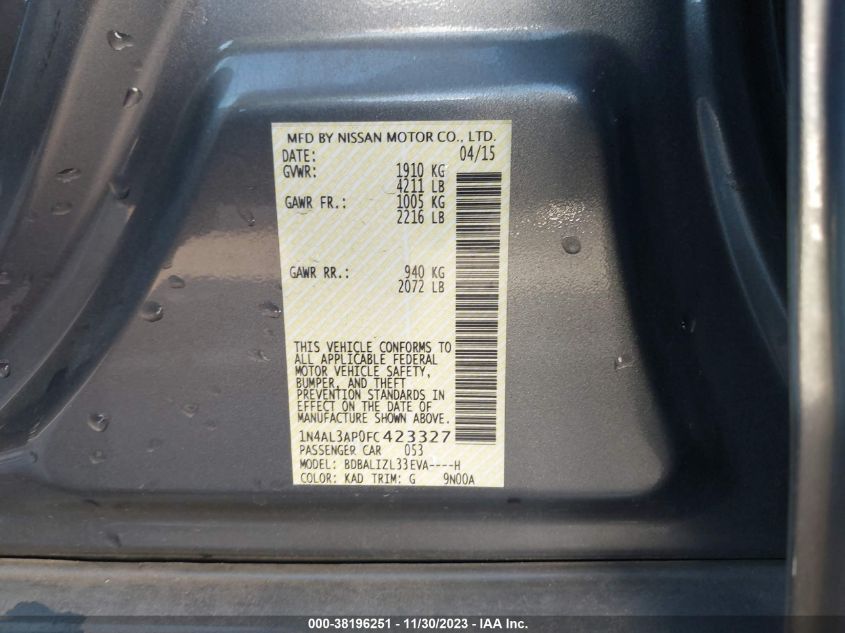 MFD BY NISSAN MOTOR CO., LTD.
DATE: 04/15
GVWR: 1910 KG
4211 LB
GAWR FR.: 1005 KG
2216 LB
GAWR RR.: 940 KG
2072 LB
THIS VEHICLE CONFORMS TO
ALL APPLICABLE FEDERAL
MOTOR VEHICLE SAFETY,
BUMPER, AND THEFT
PREVENTION STANDARDS IN
EFFECT ON THE DATE OF
MANUFACTURE SHOWN ABOVE.
1N4AL3AP0FC423327
PASSENGER CAR 053
MODEL: BDBALIZL33EVA----H
COLOR: KAD TRIM: G 9N00A
000-38196251 - 11/30/2023 - IAA Inc.